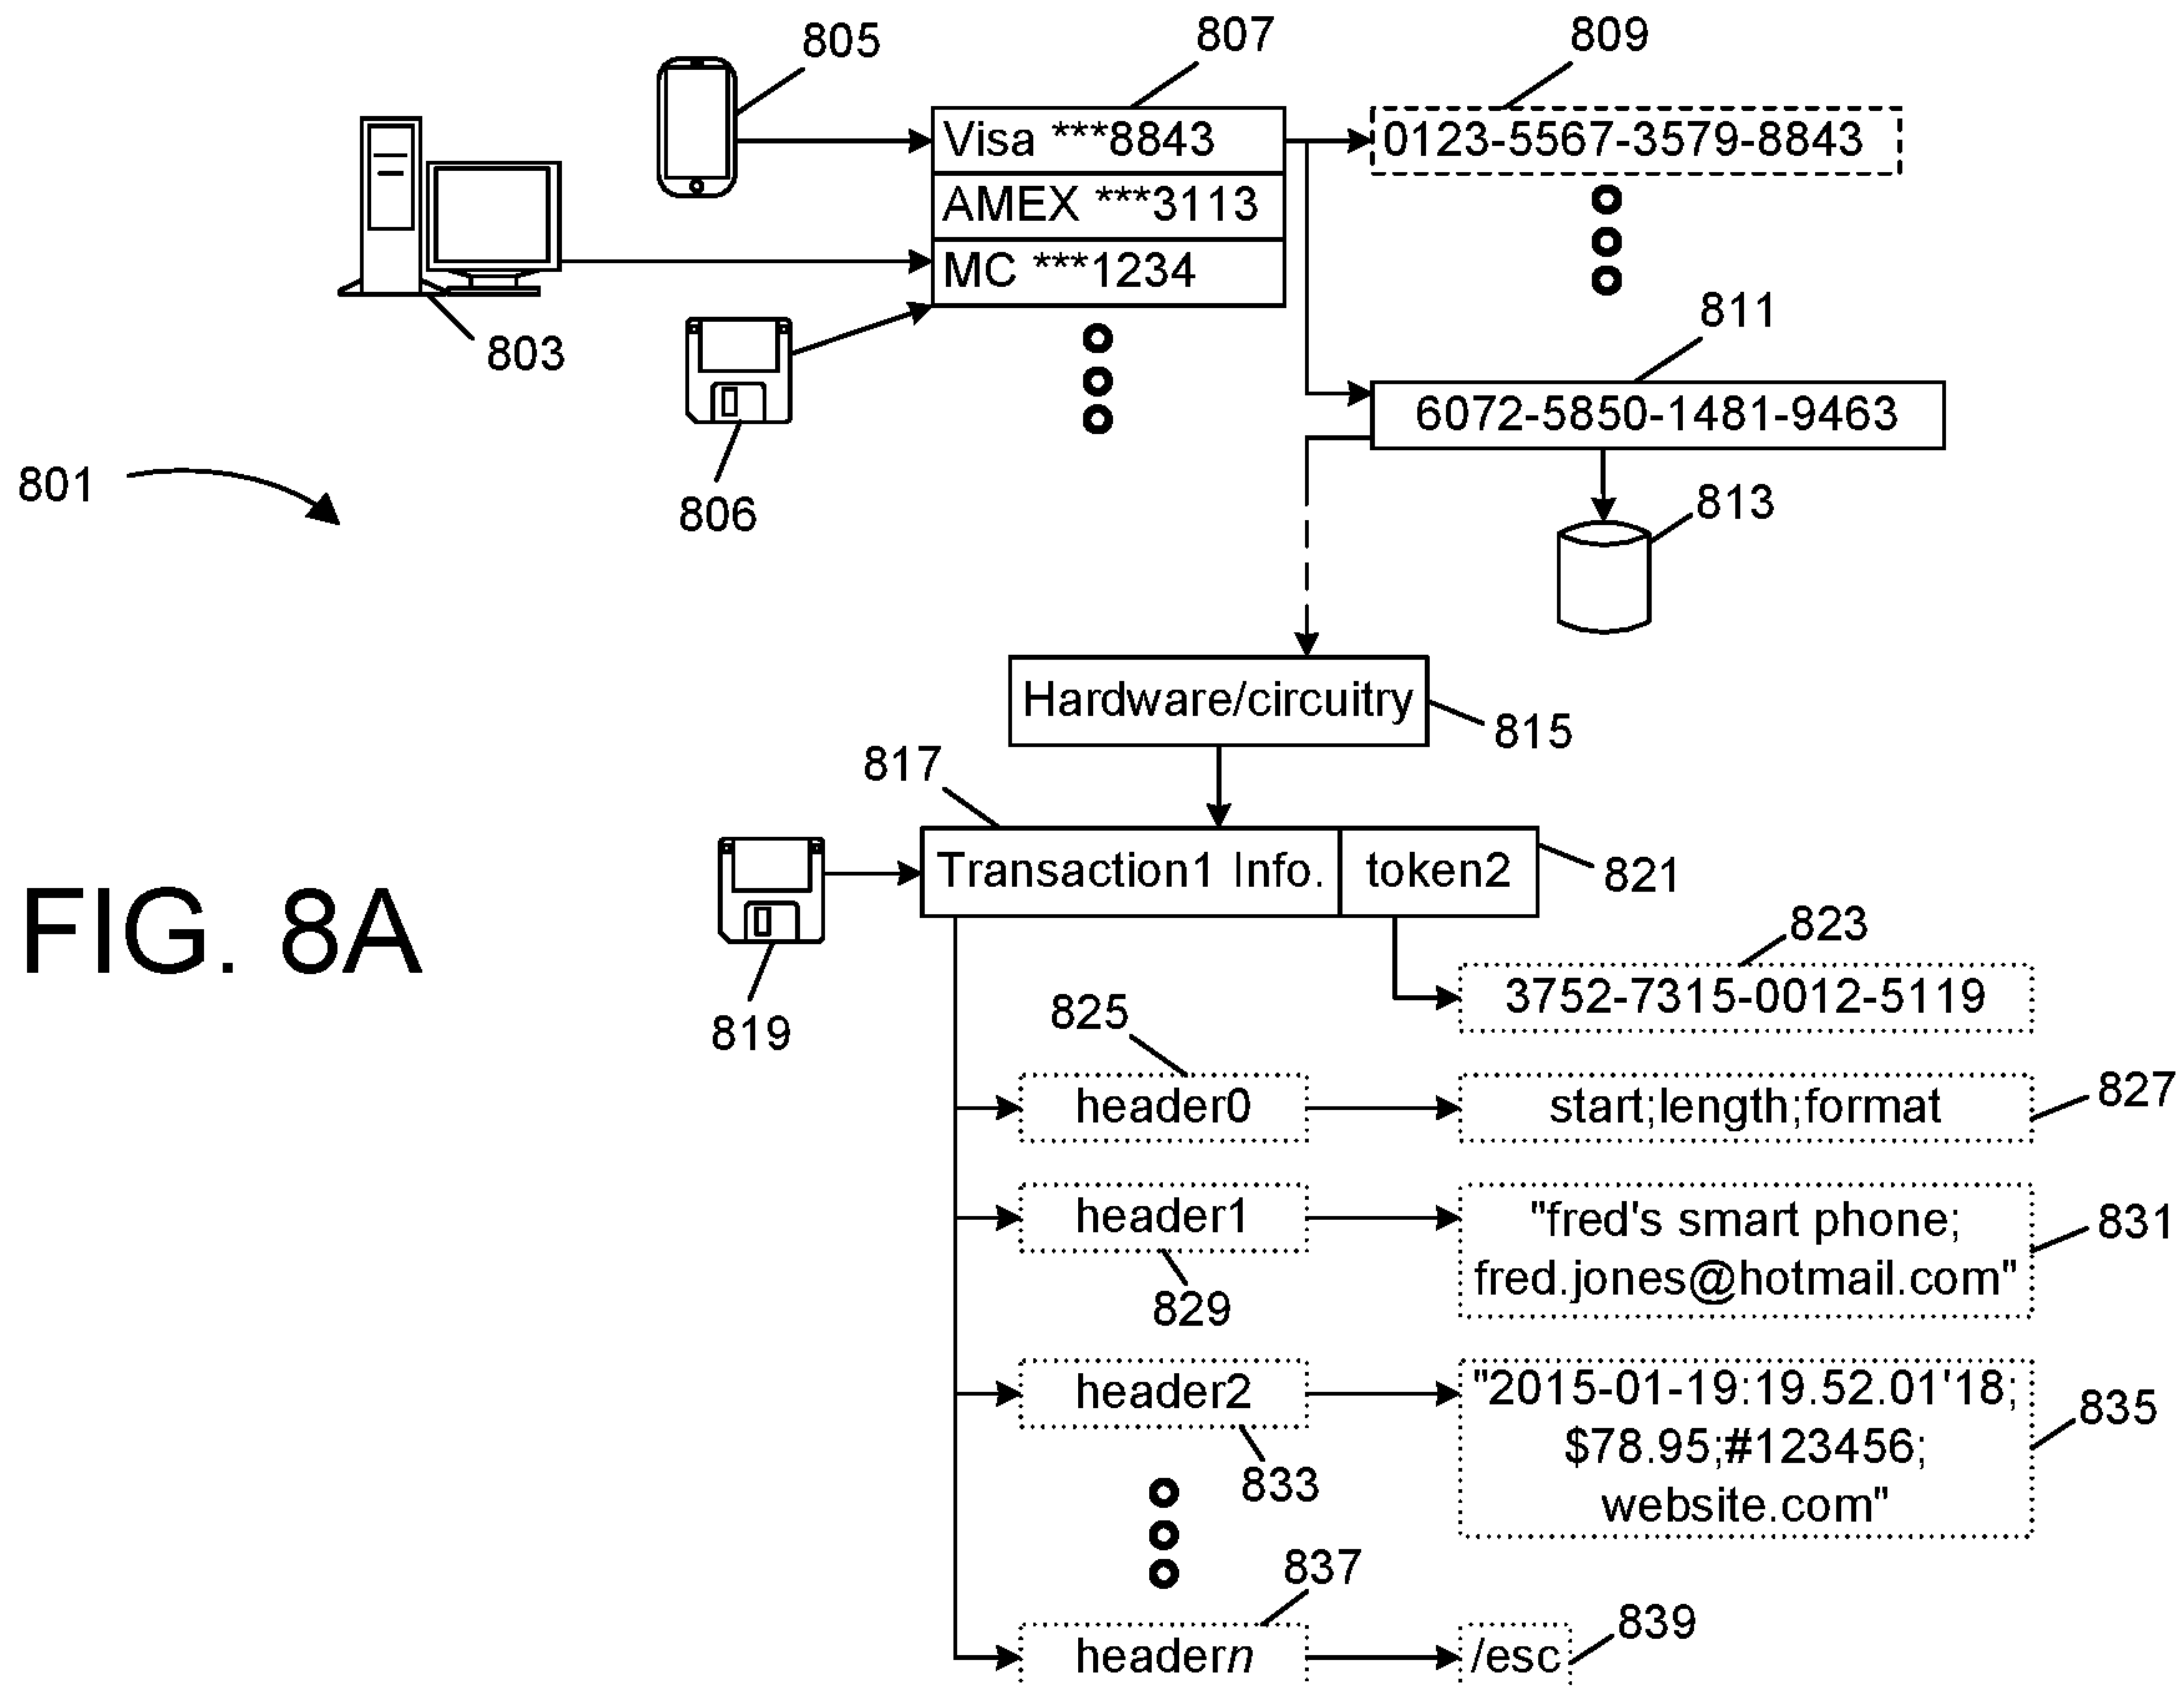 805
807
809
Visa ***8843
0123-5567-3579-8843
AMEX ***3113
MC ***1234
803
811
6072-5850-1481-9463
801
806
813
Hardware/circuitry
815
817
Transaction1 Info.
token2
821
FIG. 8A
823
3752-7315-0012-5119
819
825
header0
start;length;format
827
header1
"fred's smart phone;
fred.jones@hotmail.com"
831
829
header2
"2015-01-19:19.52.01'18;
$78.95;#123456;
website.com"
835
833
837
headern
/esc
839